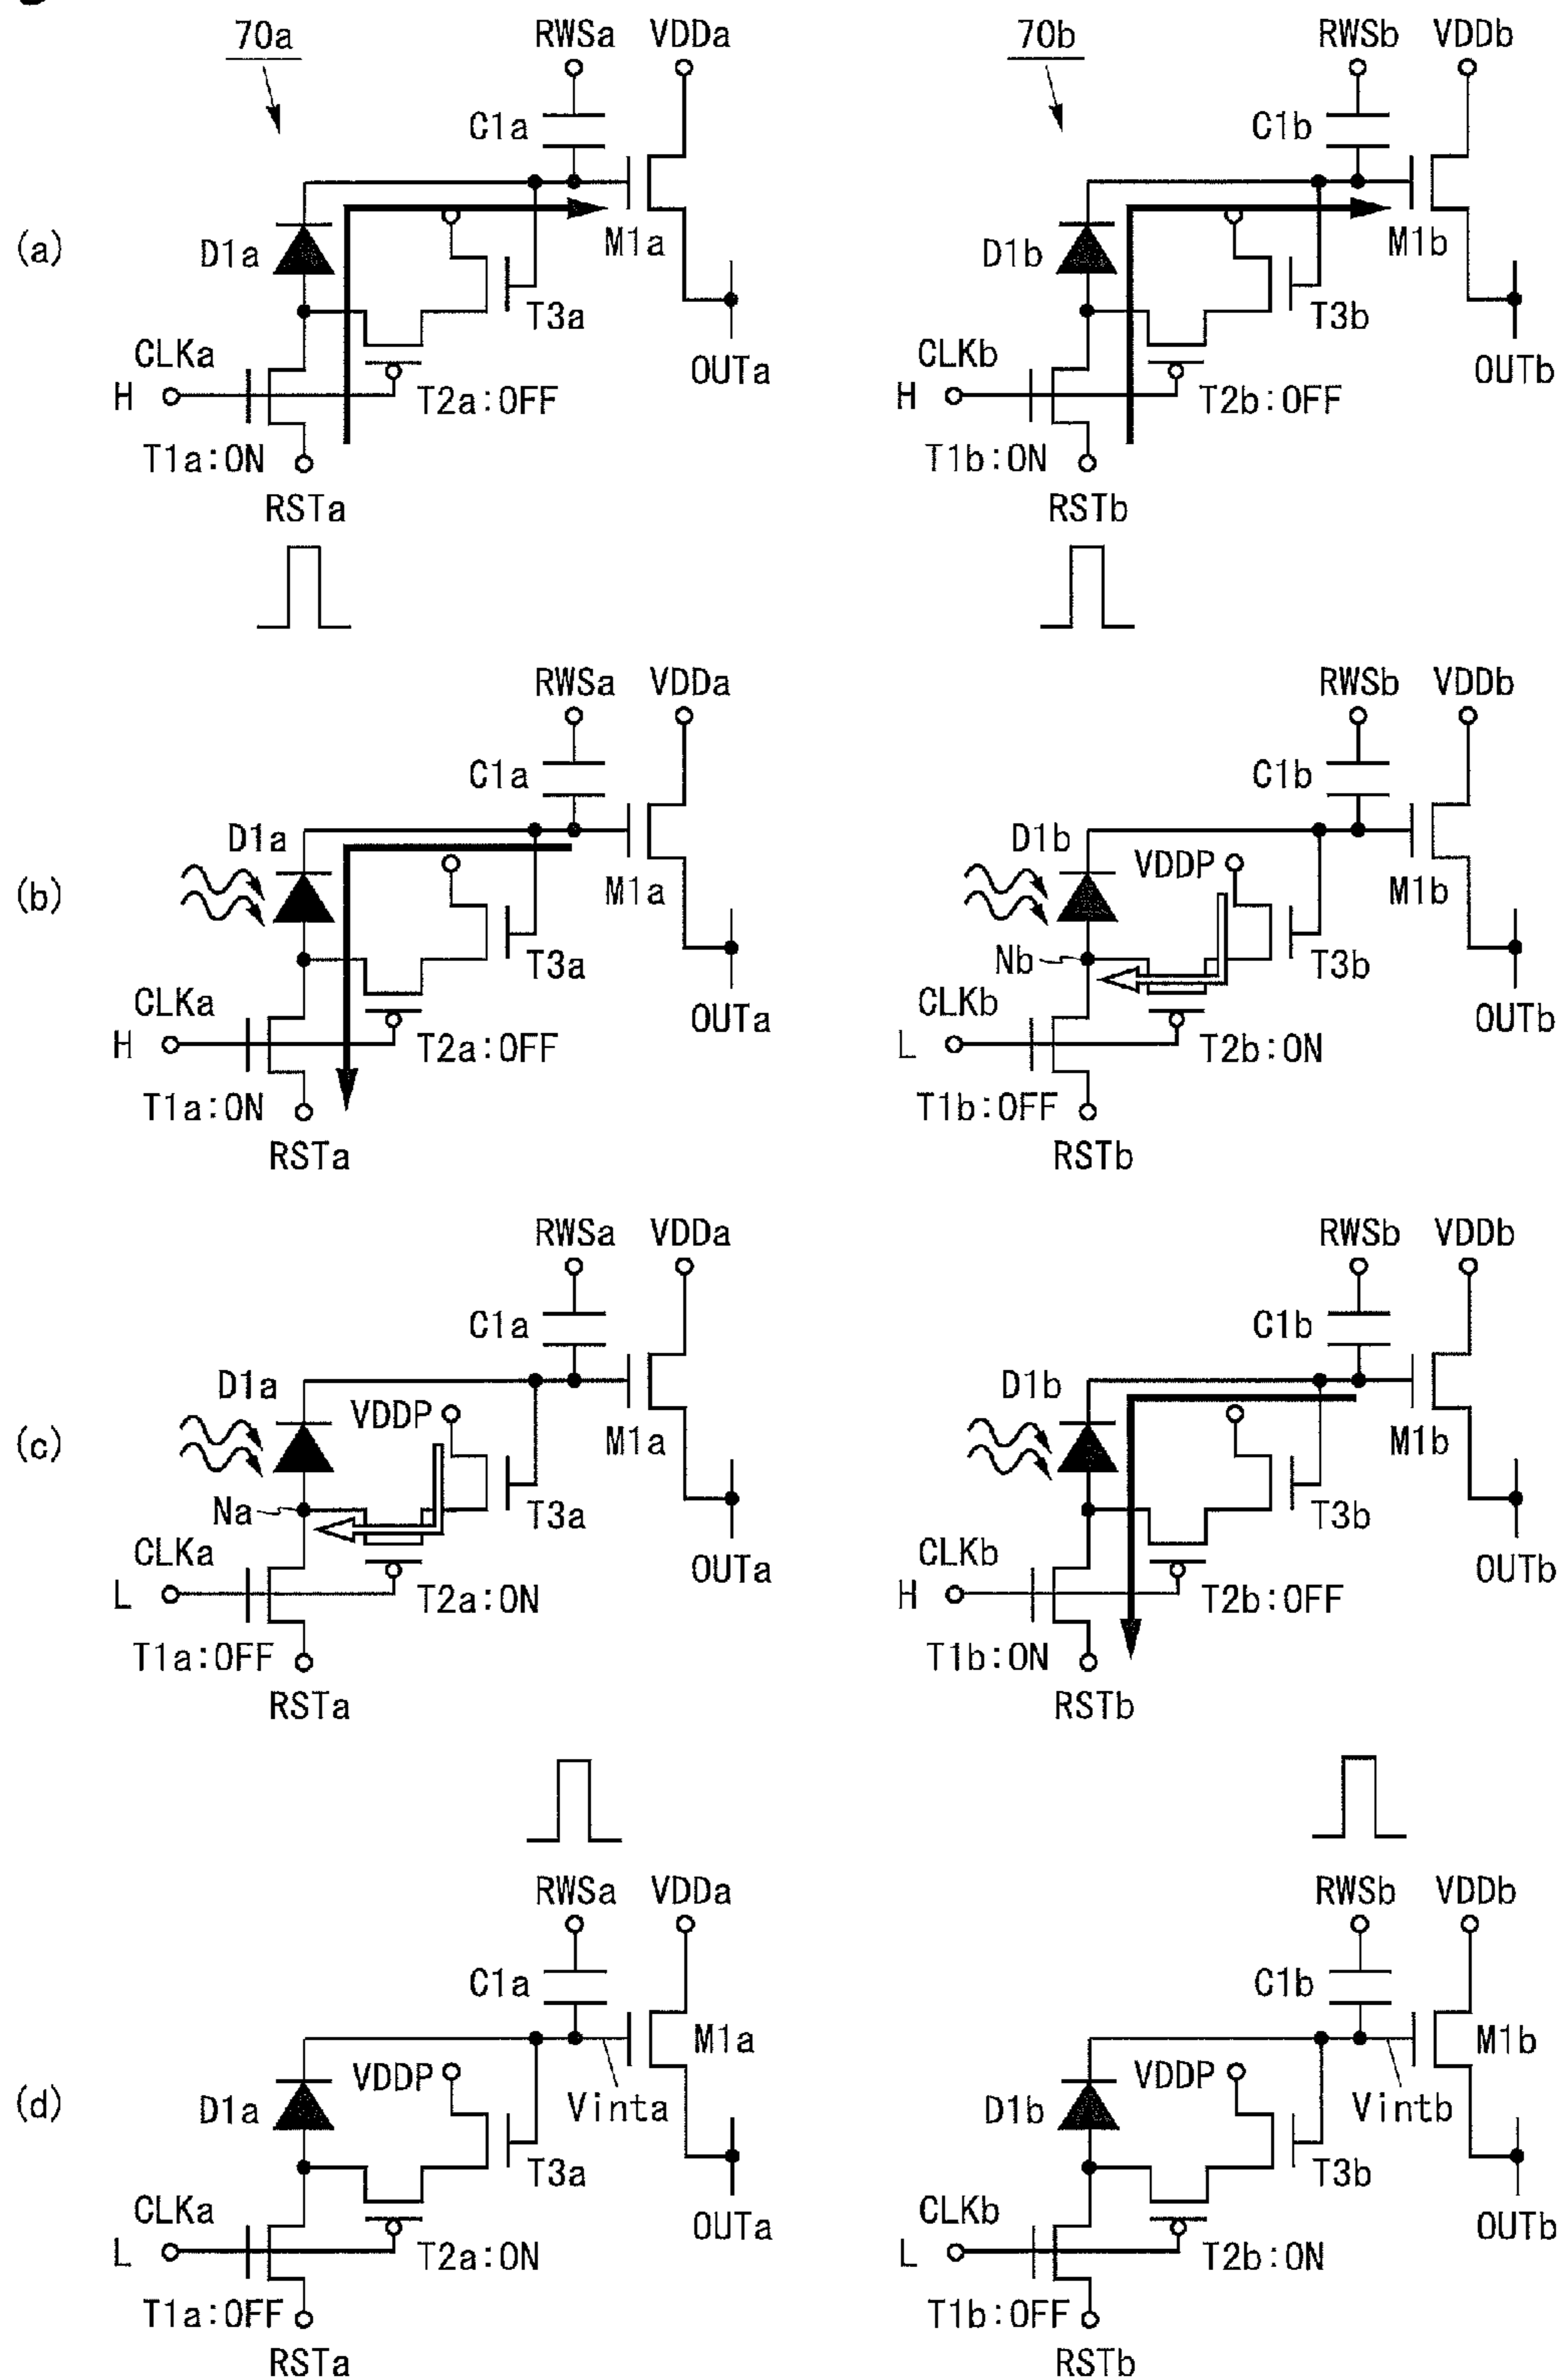 70a RWSa VDDa 70b RWSb VDDb
C1a C1b
(a) D1a M1a D1b M1b
T3a T3b
CLKa OUTa CLKb OUTb
H T2a:OFF H T2b:OFF
T1a:ON T1b:ON
RSTa RSTb
RWSa VDDa RWSb VDDb
C1a C1b
D1a D1b VDDP
(b) M1a M1b
T3a Nb T3b
CLKa OUTa CLKb OUTb
H T2a:OFF L T2b:ON
T1a:ON T1b:OFF
RSTa RSTb
RWSa VDDa RWSb VDDb
C1a C1b
D1a VDDP D1b
(c) M1a M1b
Na T3a T3b
CLKa OUTa CLKb OUTb
L T2a:ON H T2b:OFF
T1a:OFF T1b:ON
RSTa RSTb
RWSa VDDa RWSb VDDb
C1a C1b
M1a M1b
VDDP VDDP
(d) D1a Vinta D1b Vintb
T3a T3b
CLKa OUTa CLKb OUTb
L T2a:ON L T2b:ON
T1a:OFF T1b:OFF
RSTa RSTb